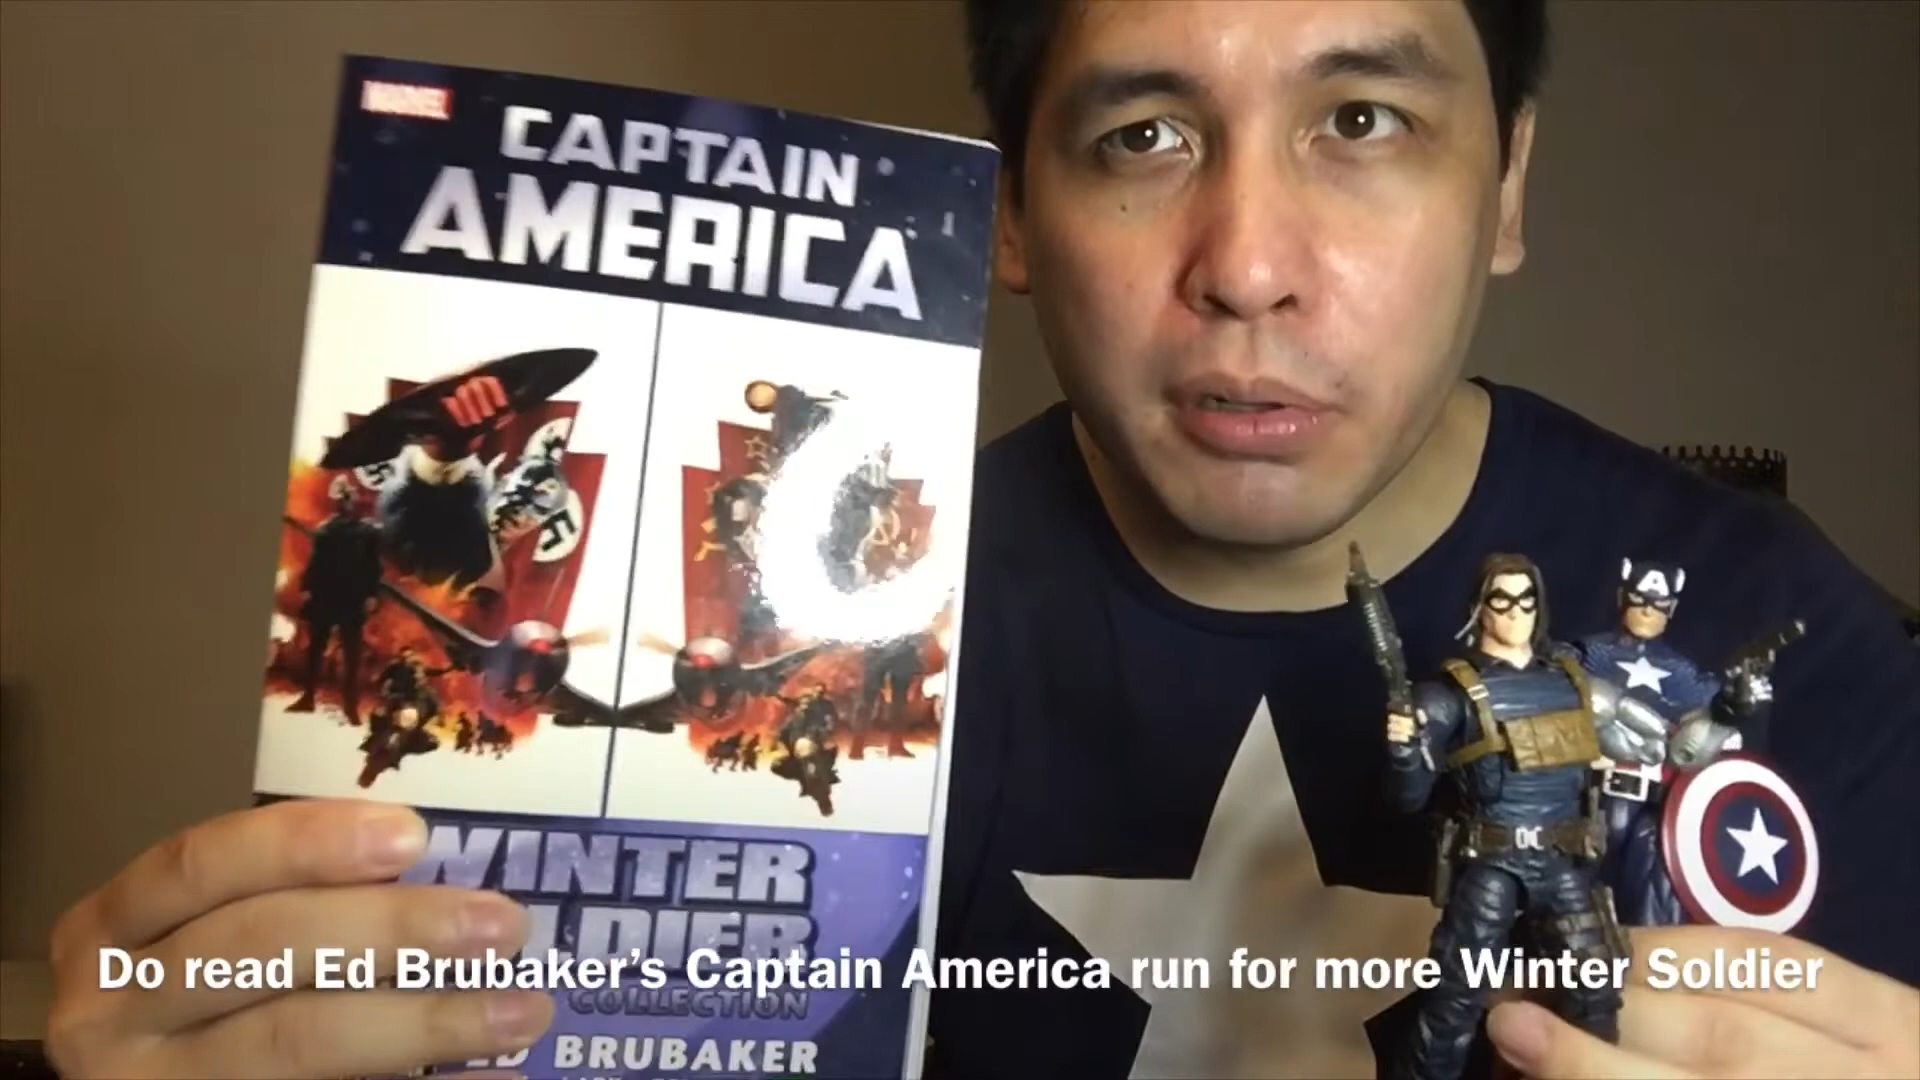 MARVEL
CAPTAIN
AMERICA
WINTER
Do read Ed Brubaker's Captain America run for more Winter Soldier
COLLECTION
ED BRUBAKER
A